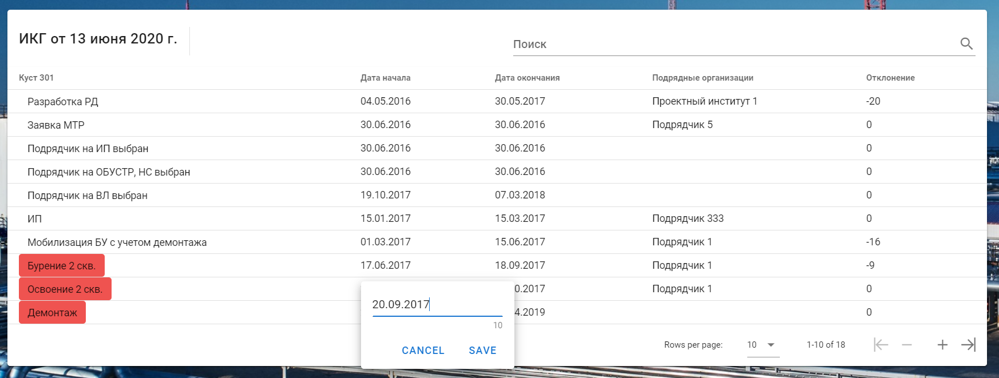 ИКГ от 13 июня 2020 г.
Поиск
Куст 301 Дата начала Дата окончания Подрядные организации Отклонение
Разработка РД 04.05.2016 30.05.2017 Проектный институт 1 -20
Заявка МТР 30.06.2016 30.06.2016 Подрядчик 5 0
Подрядчик на ИП выбран 30.06.2016 30.06.2016 0
Подрядчик на ОБУСТР, НС выбран 30.06.2016 30.06.2016 0
Подрядчик на ВЛ выбран 19.10.2017 07.03.2018 0
ИП 15.01.2017 15.03.2017 Подрядчик 333 0
Мобилизация БУ с учетом демонтажа 01.03.2017 15.06.2017 Подрядчик 1 -16
Бурение 2 скв. 17.06.2017 18.09.2017 Подрядчик 1 -9
Освоение 2 скв. 0.2017 Подрядчик 1 0
Демонтаж 4.2019 0
20.09.2017
10
CANCEL SAVE
Rows per page: 10 1-10 of 18